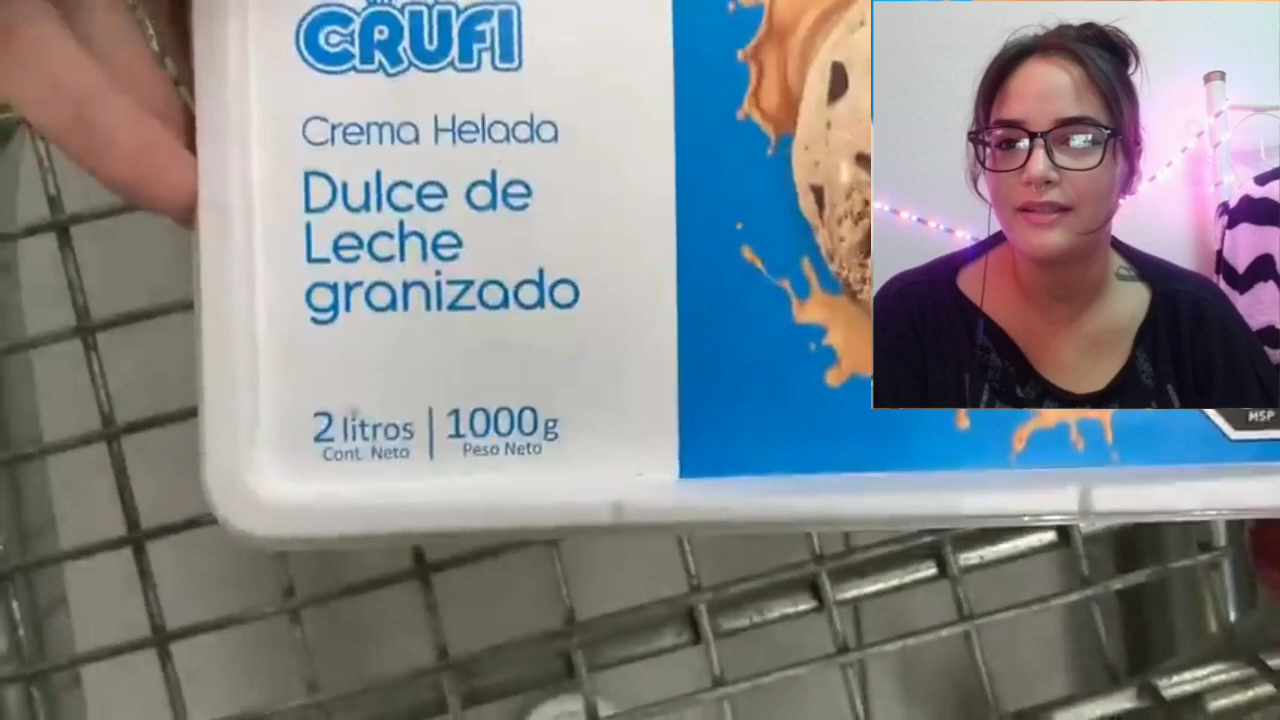 CRUFI
Crema Helada
Dulce de
Leche
granizado
2 litros | 1000g
Cont. Neto Peso Neto
MSP